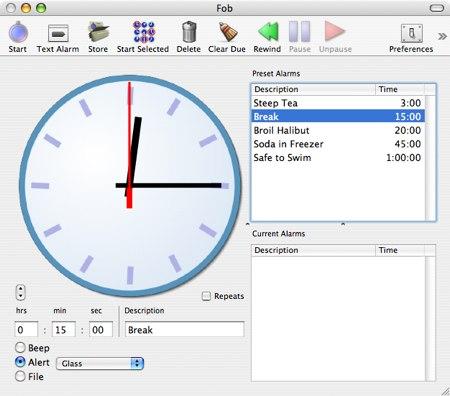 Fob
Start Text Alarm Store Start Selected Delete Clear Due Rewind Pause Unpause Preferences »
Preset Alarms
Description Time
Steep Tea 3:00
Break 15:00
Broil Halibut 20:00
Soda in Freezer 45:00
Safe to Swim 1:00:00
Current Alarms
Description Time
Repeats
hrs min sec Description
0 : 15 : 00 Break
Beep
Alert Glass
File